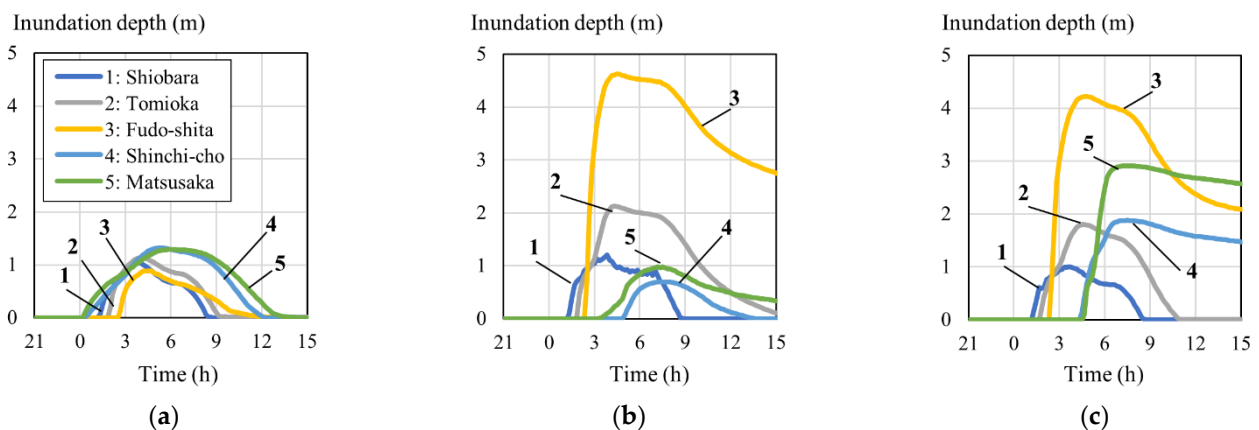 Inundation depth (m)
5
4
3
2
1
0
1: Shiobara
2: Tomioka
3: Fudo-shita
4: Shinchi-cho
5: Matsusaka
1
2
3
4
5
21 0 3 6 9 12 15
Time (h)
(a)
Inundation depth (m)
5
4
3
2
1
0
3
2
1
5
4
21 0 3 6 9 12 15
Time (h)
(b)
Inundation depth (m)
5
4
3
2
1
0
3
5
2
1
4
21 0 3 6 9 12 15
Time (h)
(c)